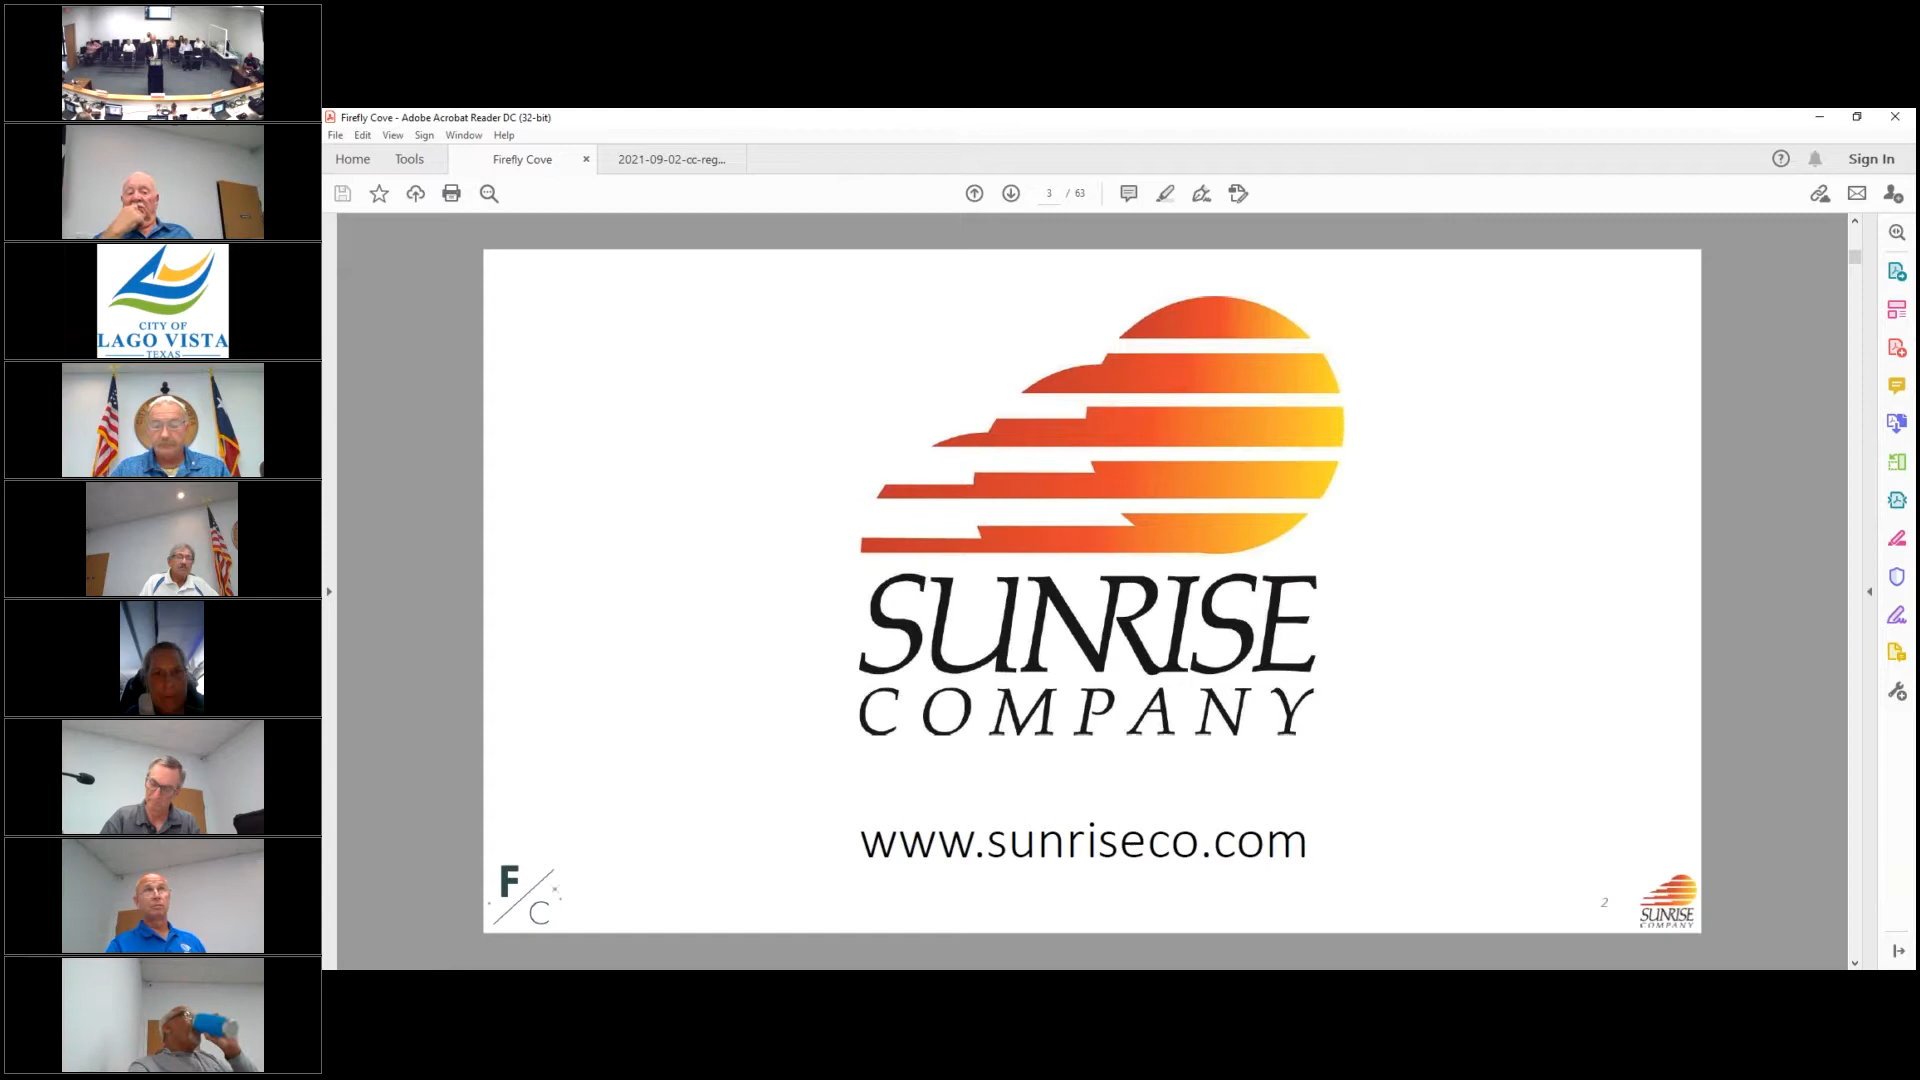 CITY OF
LAGO VISTA
TEXAS
Firefly Cove - Adobe Acrobat Reader DC (32-bit)
File Edit View Sign Window Help
Home Tools Firefly Cove × 2021-09-02-cc-reg... Sign In
3 / 63
SUNRISE
COMPANY
www.sunriseco.com
F
C
2
SUNRISE
COMPANY